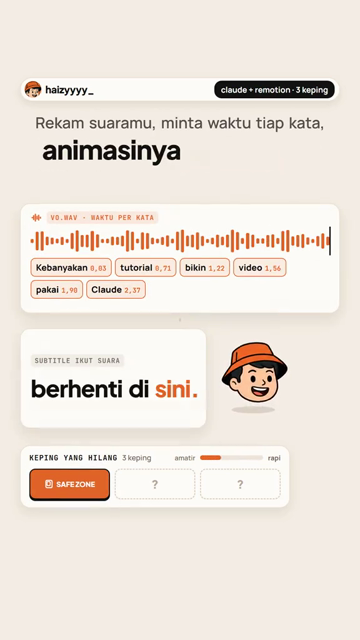 haizyyyy_
claude + remotion · 3 keping
Rekam suaramu, minta waktu tiap kata,
animasinya
VO.WAV · WAKTU PER KATA
Kebanyakan 0,03 tutorial 0,71 bikin 1,22 video 1,56
pakai 1,90 Claude 2,37
SUBTITLE IKUT SUARA
berhenti di sini.
KEPING YANG HILANG 3 keping amatir rapi
SAFEZONE ? ?